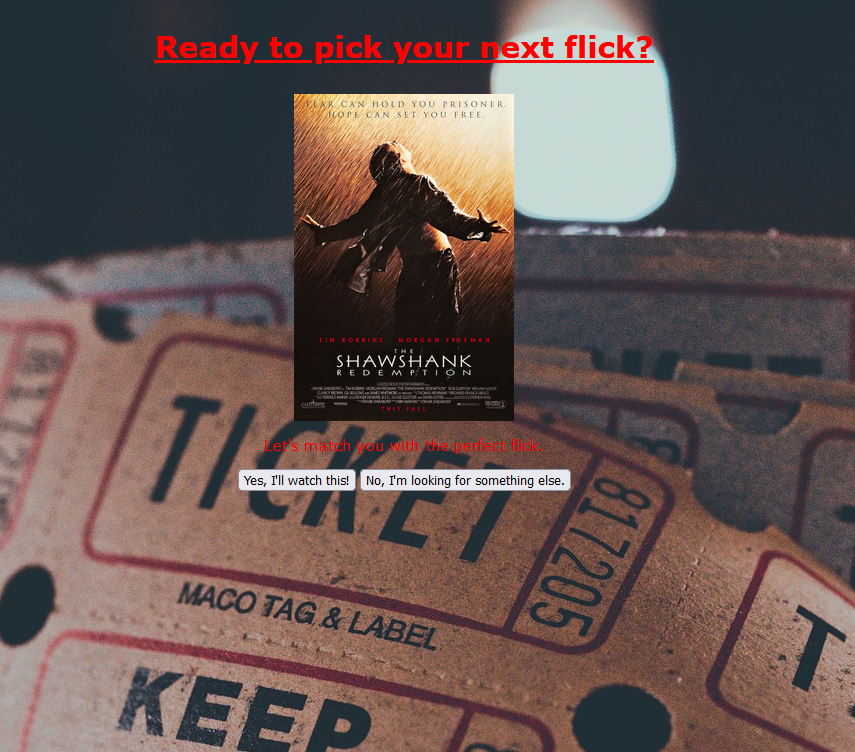 Ready to pick your next flick?
FEAR CAN HOLD YOU PRISONER.
HOPE CAN SET YOU FREE.
TIM ROBBINS MORGAN FREEMAN
THE
SHAWSHANK
REDEMPTION
THIS FALL
Let's match you with the perfect flick.
Yes, I'll watch this! No, I'm looking for something else.
TICKET
817205
MACO TAG & LABEL
KEEP
T